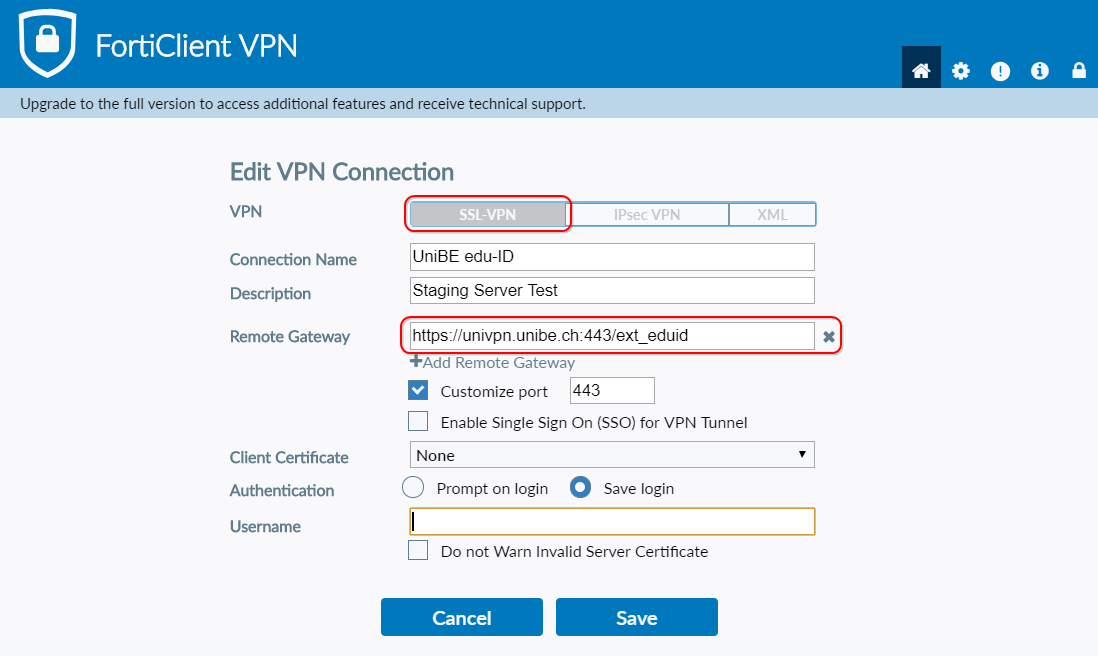 FortiClient VPN
Upgrade to the full version to access additional features and receive technical support.
Edit VPN Connection
VPN SSL-VPN IPsec VPN XML
Connection Name UniBE edu-ID
Description Staging Server Test
Remote Gateway https://univpn.unibe.ch:443/ext_eduid
Add Remote Gateway
Customize port 443
Enable Single Sign On (SSO) for VPN Tunnel
Client Certificate None
Authentication Prompt on login Save login
Username
Do not Warn Invalid Server Certificate
Cancel Save